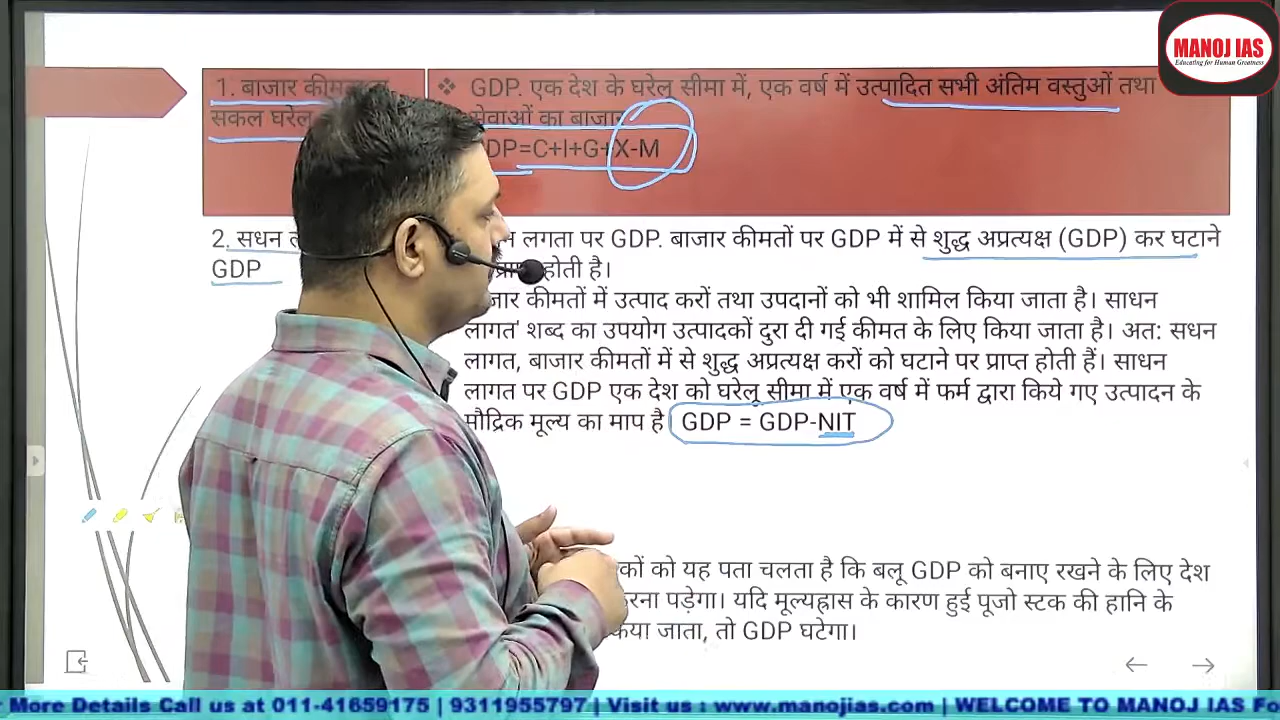 MANOJ IAS
Educating for Human Greatness
1. बाजार
सकल घरेलू
❖ GDP. एक देश के घरेलू सीमा में, एक वर्ष में उत्पादित सभी अंतिम वस्तुओं तथा
सेवाओं का बाजार
DP=C+I+G+X-M
2. सधन
GDP
लगता पर GDP. बाजार कीमतों पर GDP में से शुद्ध अप्रत्यक्ष (GDP) कर घटाने
होती है।
कीमतों में उत्पाद करों तथा उपदानों को भी शामिल किया जाता है। साधन
लागत' शब्द का उपयोग उत्पादकों दुरा दी गई कीमत के लिए किया जाता है। अत: सधन
लागत, बाजार कीमतों में से शुद्ध अप्रत्यक्ष करों को घटाने पर प्राप्त होती हैं। साधन
लागत पर GDP एक देश को घरेलू सीमा में एक वर्ष में फर्म द्वारा किये गए उत्पादन के
मौद्रिक मूल्य का माप है GDP = GDP-NIT
को यह पता चलता है कि बलू GDP को बनाए रखने के लिए देश
पड़ेगा। यदि मूल्यह्रास के कारण हुई पूजो स्टक की हानि के
जाता, तो GDP घटेगा।
More Details Call us at 011-41659175 | 9311955797 | Visit us : www.manojias.com | WELCOME TO MANOJ IAS Fo